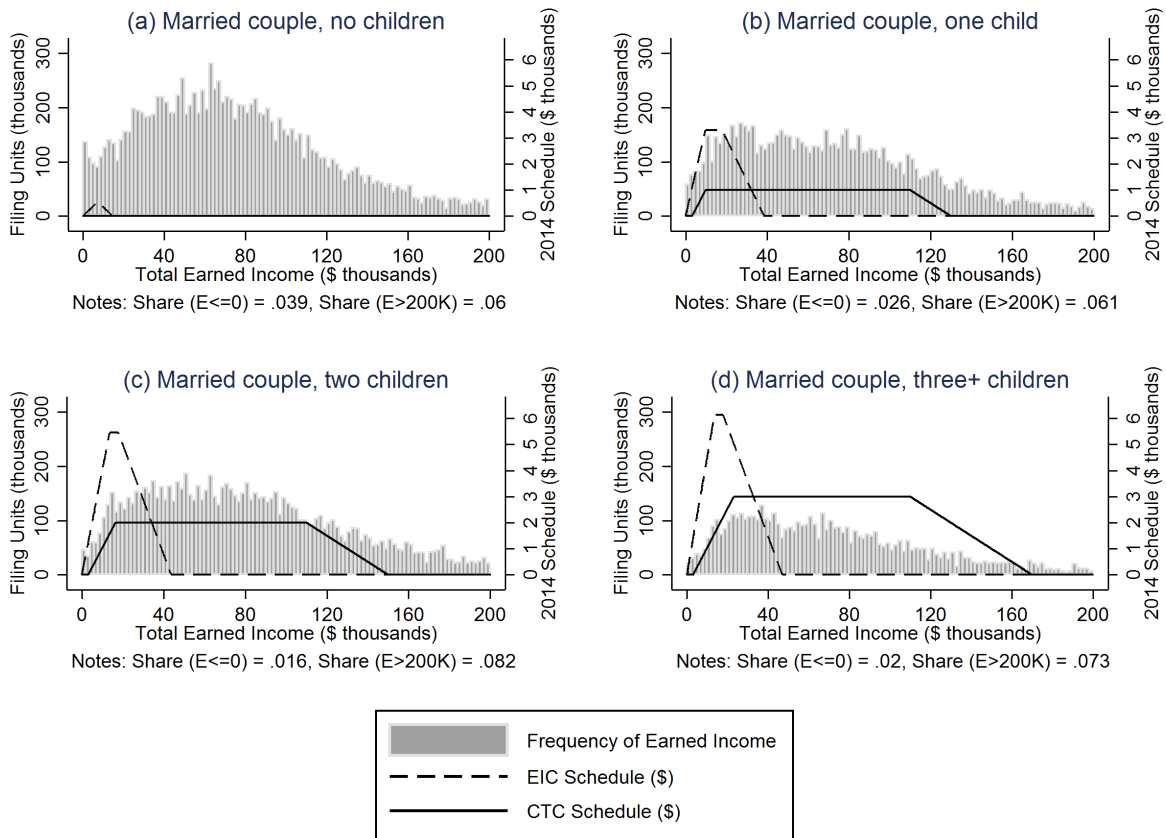 (a) Married couple, no children
Filing Units (thousands)
300
200
100
0
6
5
4
3
2
1
0
2014 Schedule ($ thousands)
0 40 80 120 160 200
Total Earned Income ($ thousands)
Notes: Share (E<=0) = .039, Share (E>200K) = .06
(b) Married couple, one child
Filing Units (thousands)
300
200
100
0
6
5
4
3
2
1
0
2014 Schedule ($ thousands)
0 40 80 120 160 200
Total Earned Income ($ thousands)
Notes: Share (E<=0) = .026, Share (E>200K) = .061
(c) Married couple, two children
Filing Units (thousands)
300
200
100
0
6
5
4
3
2
1
0
2014 Schedule ($ thousands)
0 40 80 120 160 200
Total Earned Income ($ thousands)
Notes: Share (E<=0) = .016, Share (E>200K) = .082
(d) Married couple, three+ children
Filing Units (thousands)
300
200
100
0
6
5
4
3
2
1
0
2014 Schedule ($ thousands)
0 40 80 120 160 200
Total Earned Income ($ thousands)
Notes: Share (E<=0) = .02, Share (E>200K) = .073
Frequency of Earned Income
EIC Schedule ($)
CTC Schedule ($)